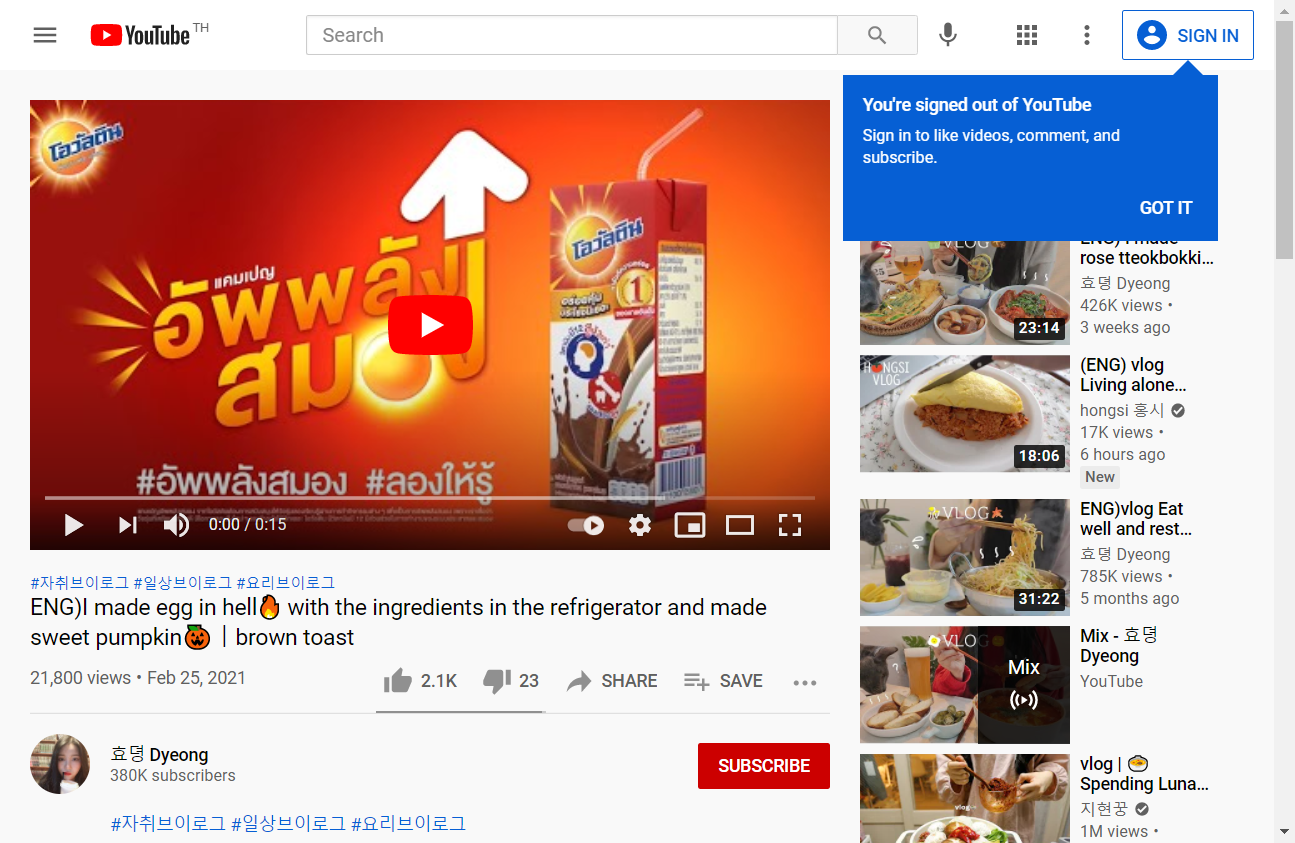 YouTube TH
Search
SIGN IN
You're signed out of YouTube
Sign in to like videos, comment, and
subscribe.
GOT IT
โอวัลติน
แคมเปญ
อัพพลัง
สมอง
#อัพพลังสมอง #ลองให้รู้
โอวัลติน
1
0:00 / 0:15
#자취브이로그 #일상브이로그 #요리브이로그
ENG)I made egg in hell🔥 with the ingredients in the refrigerator and made
sweet pumpkin🎃｜brown toast
21,800 views • Feb 25, 2021
2.1K
23
SHARE
SAVE
효뎡 Dyeong
380K subscribers
SUBSCRIBE
#자취브이로그 #일상브이로그 #요리브이로그
VLOG
23:14
ENG) I made
rose tteokbokki...
효뎡 Dyeong
426K views •
3 weeks ago
HONGSI
VLOG
18:06
(ENG) vlog
Living alone...
hongsi 홍시
17K views •
6 hours ago
New
VLOG
31:22
ENG)vlog Eat
well and rest...
효뎡 Dyeong
785K views •
5 months ago
VLOG
Mix
Mix - 효뎡
Dyeong
YouTube
vlog
vlog | 🍲
Spending Luna...
지현꿍
1M views •